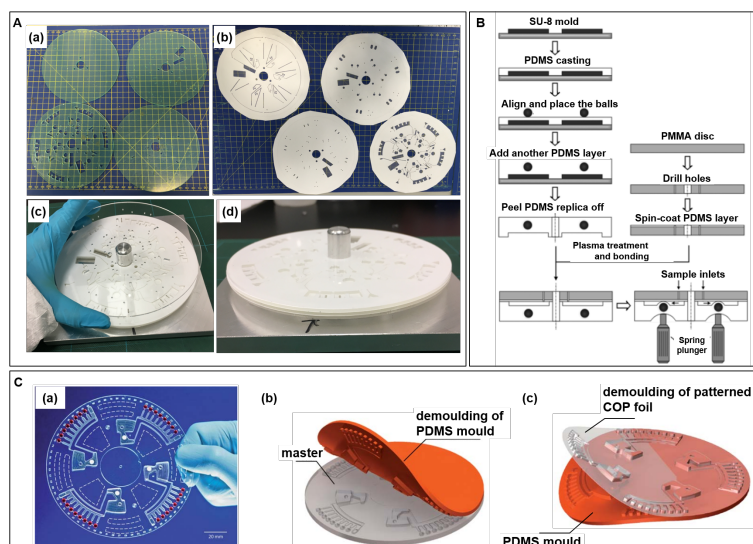 A
(a)
(b)
(c)
(d)
B
SU-8 mold
PDMS casting
Align and place the balls
Add another PDMS layer
Peel PDMS replica off
PMMA disc
Drill holes
Spin-coat PDMS layer
Plasma treatment
and bonding
Sample inlets
Spring
plunger
C
(a)
20 mm
(b)
demoulding of
PDMS mould
master
(c)
demoulding of patterned
COP foil
PDMS mould